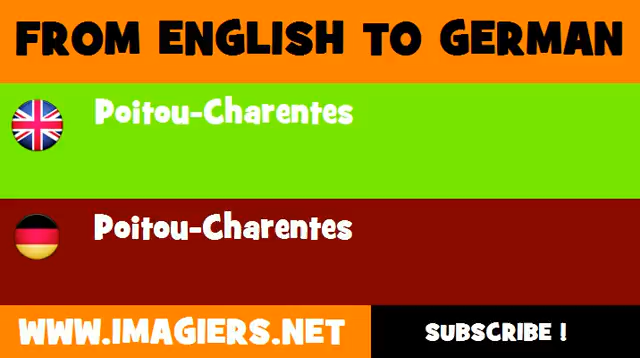 FROM ENGLISH TO GERMAN
Poitou-Charentes
Poitou-Charentes
WWW.IMAGIERS.NET
SUBSCRIBE !